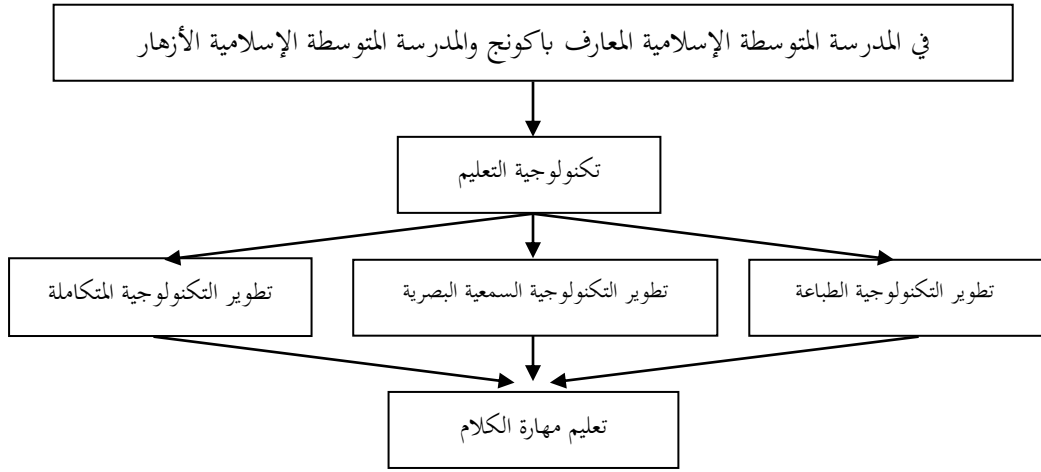 في المدرسة المتوسطة الإسلامية المعارف باكونج والمدرسة المتوسطة الإسلامية الأزهار
تكنولوجية التعليم
تطوير التكنولوجية الطباعة
تطوير التكنولوجية السمعية البصرية
تطوير التكنولوجية المتكاملة
تعليم مهارة الكلام